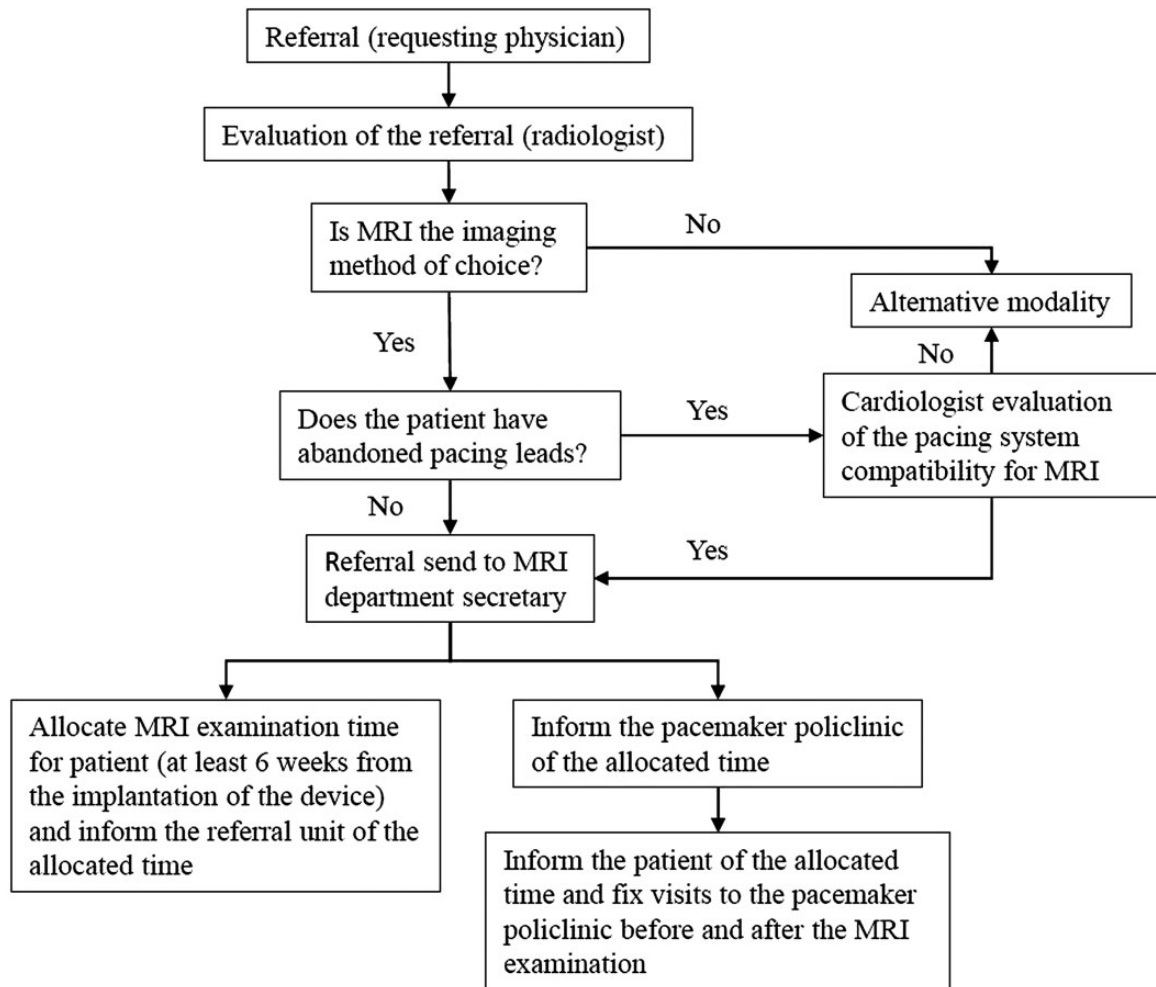 Referral (requesting physician)
Evaluation of the referral (radiologist)
Is MRI the imaging
method of choice?
No
Alternative modality
Yes
No
Does the patient have
abandoned pacing leads?
Yes
Cardiologist evaluation
of the pacing system
compatibility for MRI
No
Referral send to MRI
department secretary
Yes
Allocate MRI examination time
for patient (at least 6 weeks from
the implantation of the device)
and inform the referral unit of the
allocated time
Inform the pacemaker policlinic
of the allocated time
Inform the patient of the allocated
time and fix visits to the pacemaker
policlinic before and after the MRI
examination